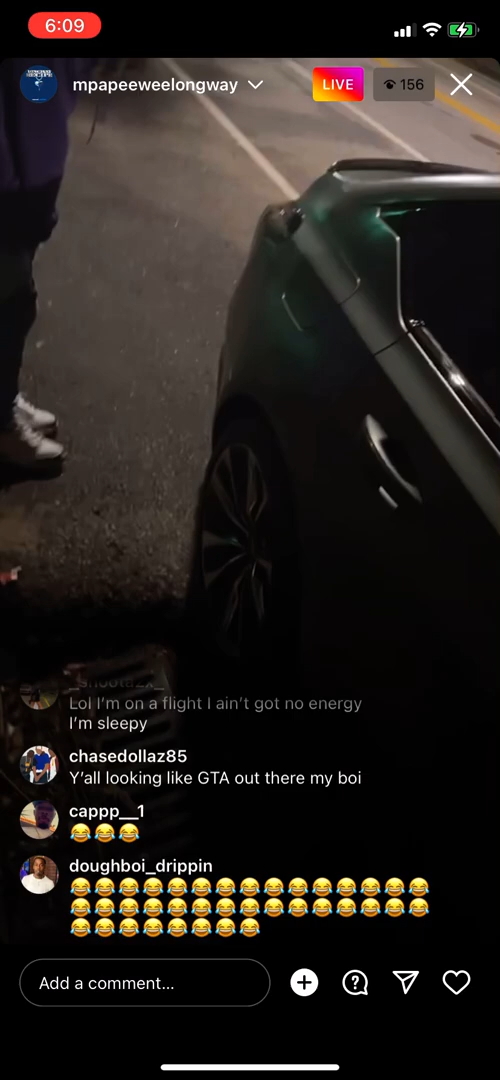 6:09
mpapeeweelongway
LIVE
156
Lol I'm on a flight I ain't got no energy
I'm sleepy
chasedollaz85
Y'all looking like GTA out there my boi
cappp__1
😂😂😂
doughboi_drippin
😂😂😂😂😂😂😂😂😂😂😂😂😂😂😂
😂😂😂😂😂😂😂😂😂😂😂😂😂😂😂
😂😂😂😂😂😂😂😂
Add a comment...